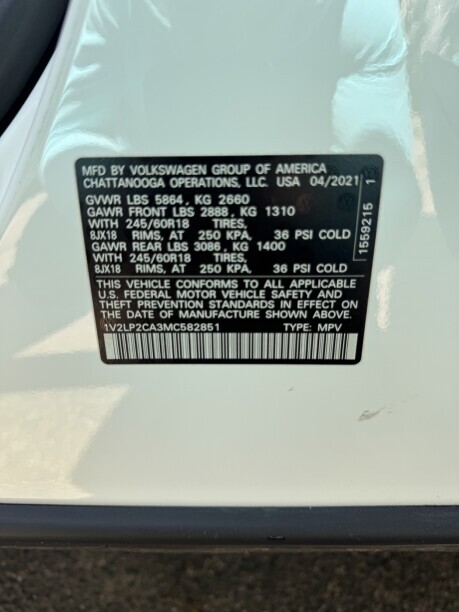 MFD BY VOLKSWAGEN GROUP OF AMERICA
CHATTANOOGA OPERATIONS, LLC. USA 04/2021
GVWR LBS 5864, KG 2660
GAWR FRONT LBS 2888, KG 1310
WITH 245/60R18 TIRES,
8JX18 RIMS, AT 250 KPA, 36 PSI COLD
GAWR REAR LBS 3086, KG 1400
WITH 245/60R18 TIRES,
8JX18 RIMS, AT 250 KPA, 36 PSI COLD
THIS VEHICLE CONFORMS TO ALL APPLICABLE
U.S. FEDERAL MOTOR VEHICLE SAFETY AND
THEFT PREVENTION STANDARDS IN EFFECT ON
THE DATE OF MANUFACTURE SHOWN ABOVE.
1V2LP2CA3MC582851 TYPE: MPV
1559215 1